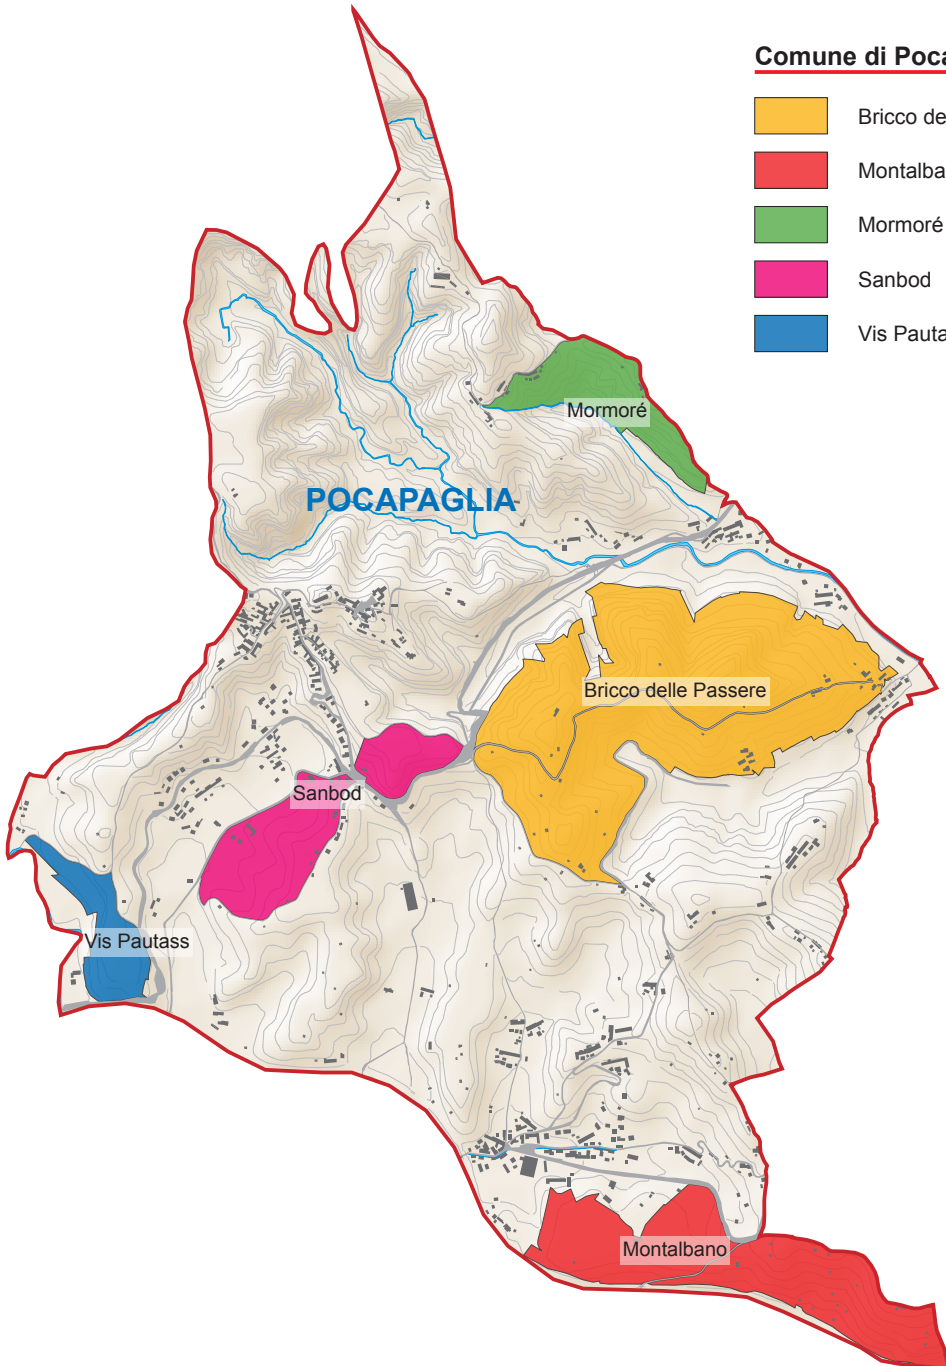 Comune di Poca
Bricco de
Montalba
Mormoré
Sanbod
Vis Pauta
Mormoré
POCAPAGLIA
Bricco delle Passere
Sanbod
Vis Pautass
Montalbano